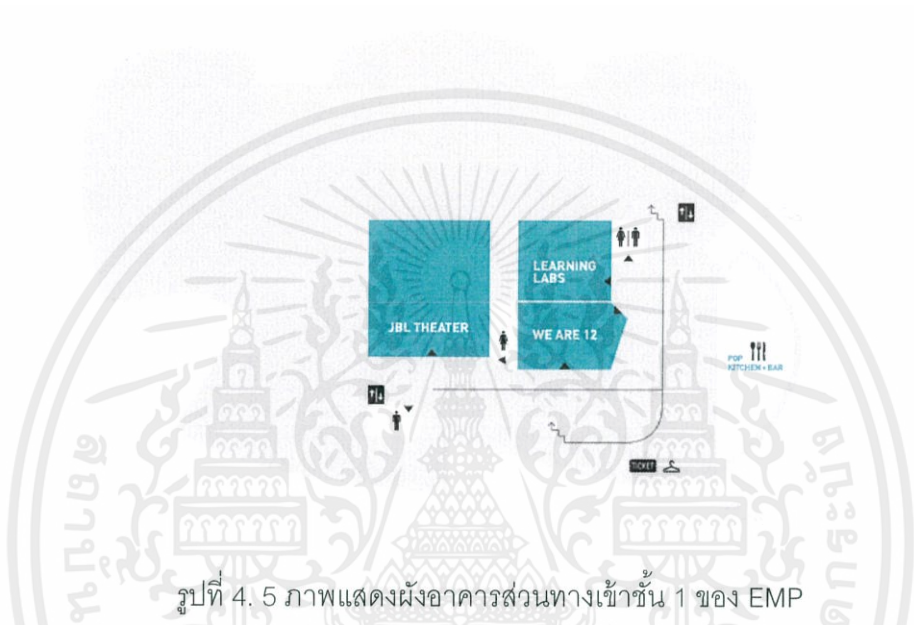 LEARNING
LABS
JBL THEATER
WE ARE 12
POP
KITCHEN + BAR
TICKET
รูปที่ 4. 5 ภาพแสดงผังอาคารส่วนทางเข้าชั้น 1 ของ EMP